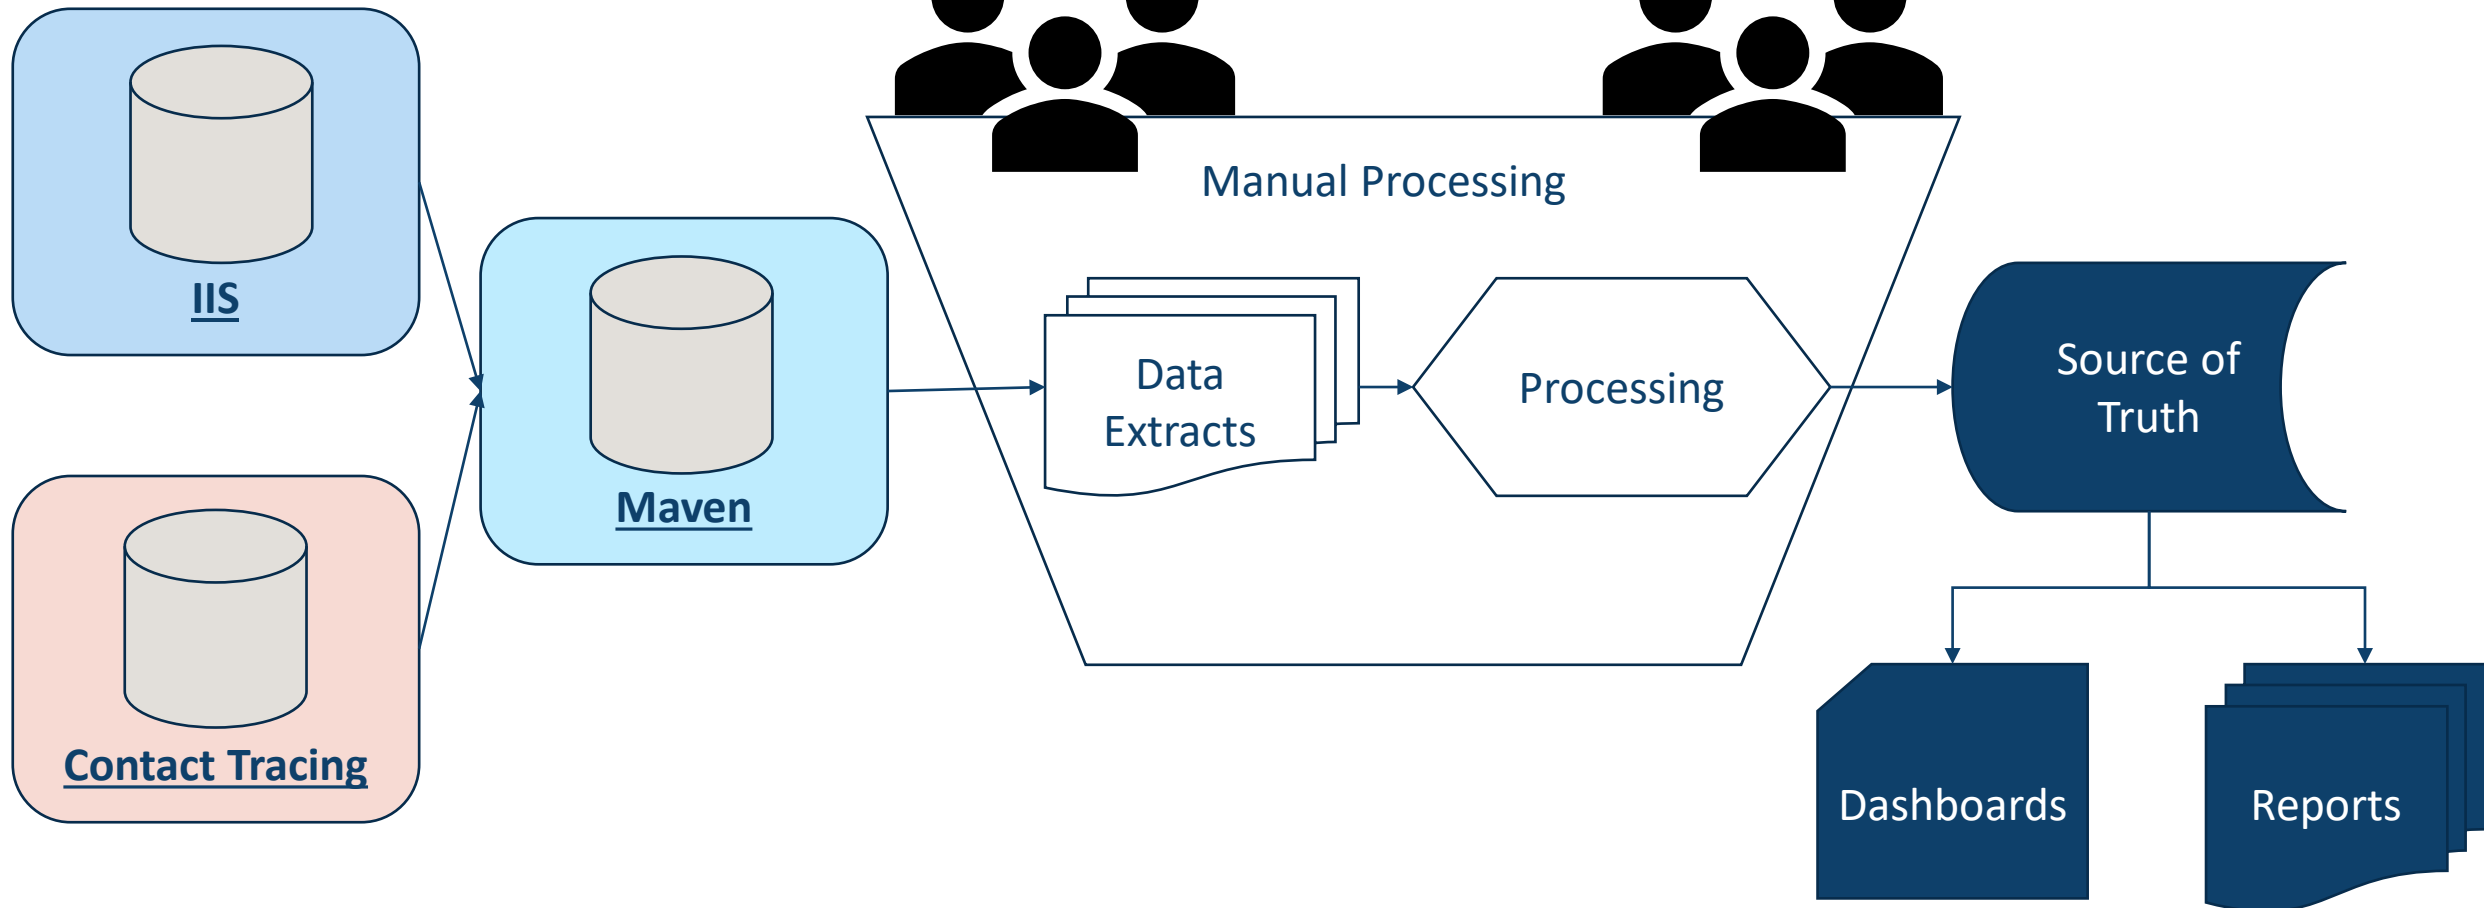 IIS
Contact Tracing
Maven
Manual Processing
Data
Extracts
Processing
Source of
Truth
Dashboards
Reports